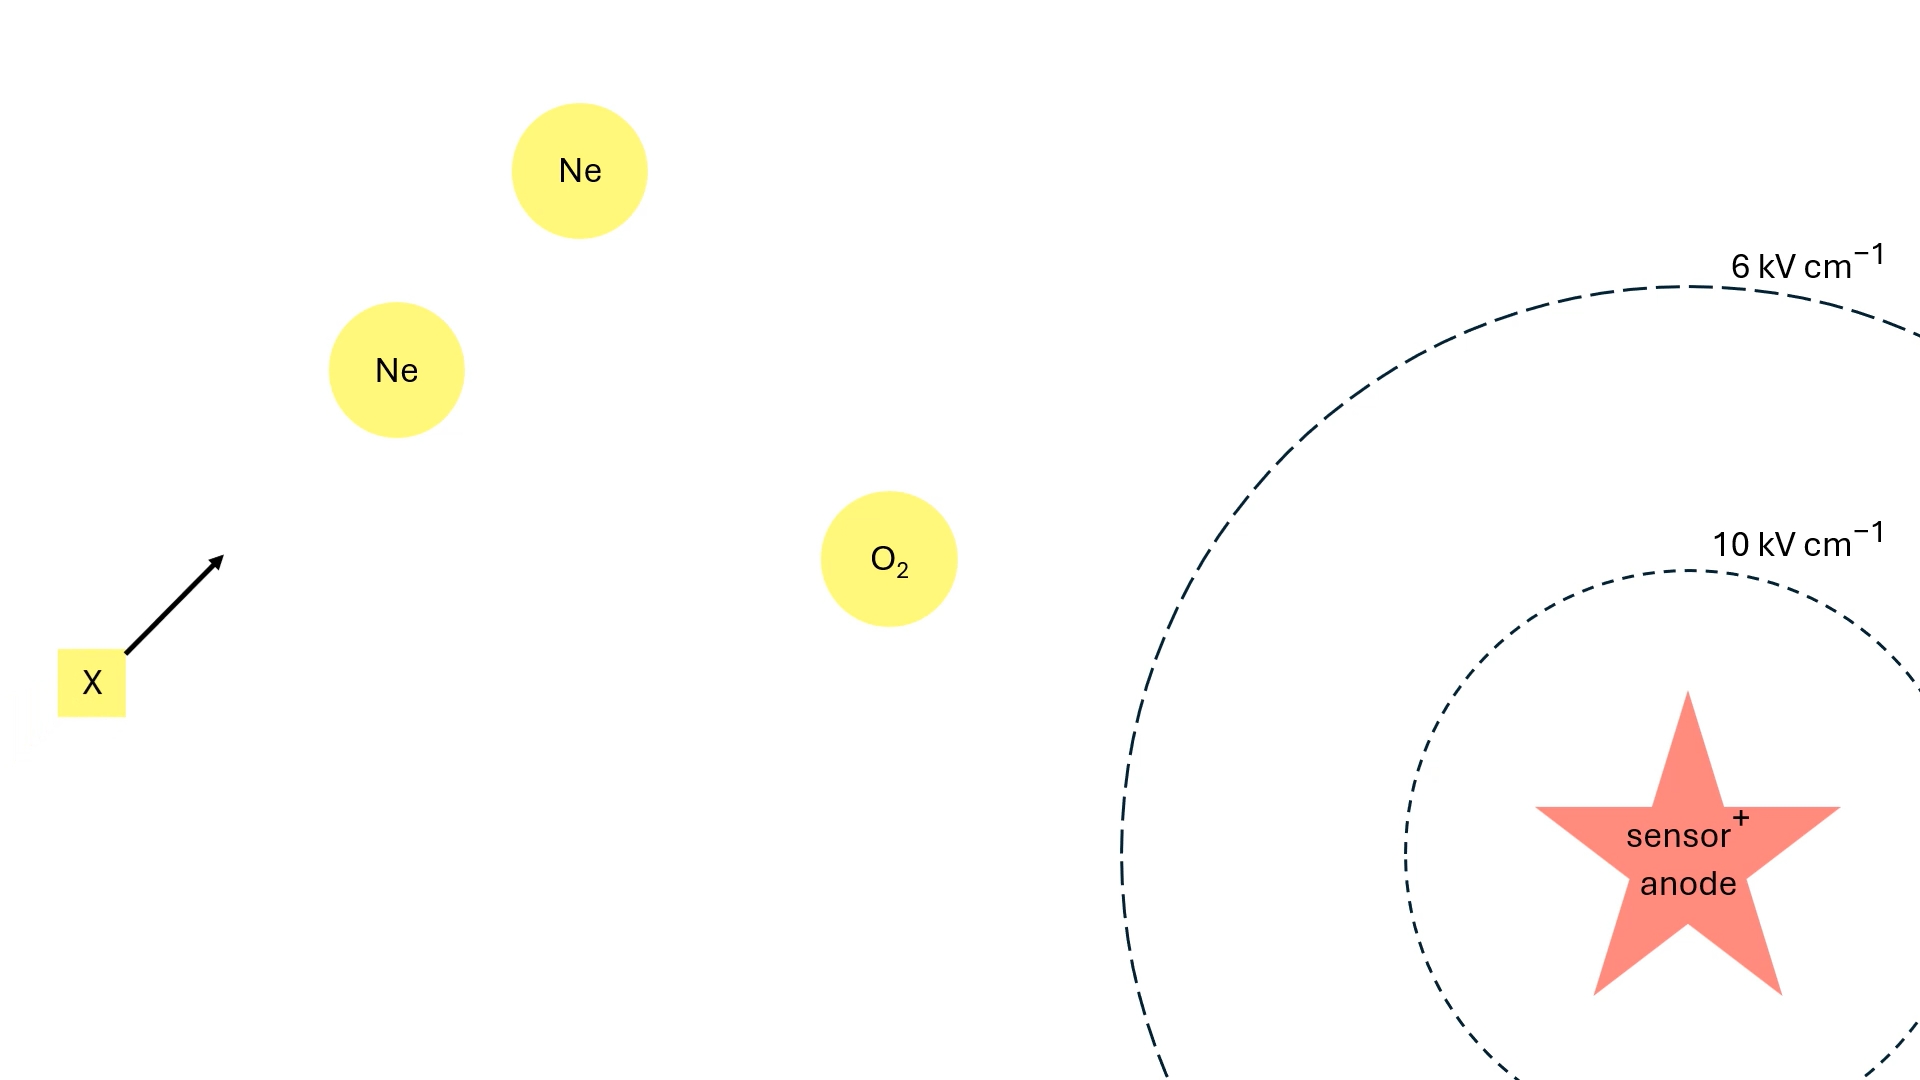 Ne
Ne
6 kV cm⁻¹
O₂
10 kV cm⁻¹
X
sensor⁺
anode